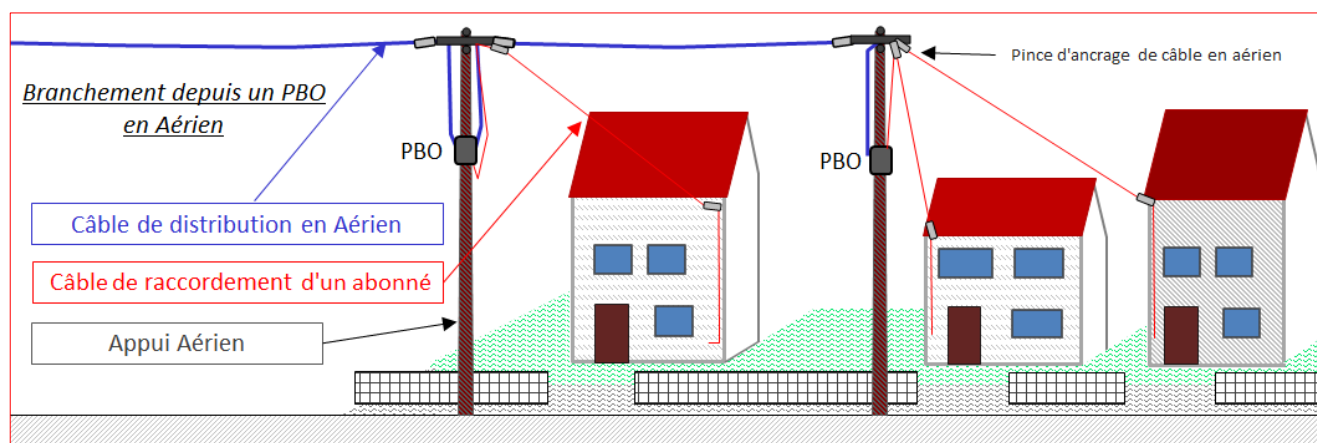 Branchement depuis un PBO
en Aérien
Pince d'ancrage de câble en aérien
PBO
PBO
Câble de distribution en Aérien
Câble de raccordement d'un abonné
Appui Aérien